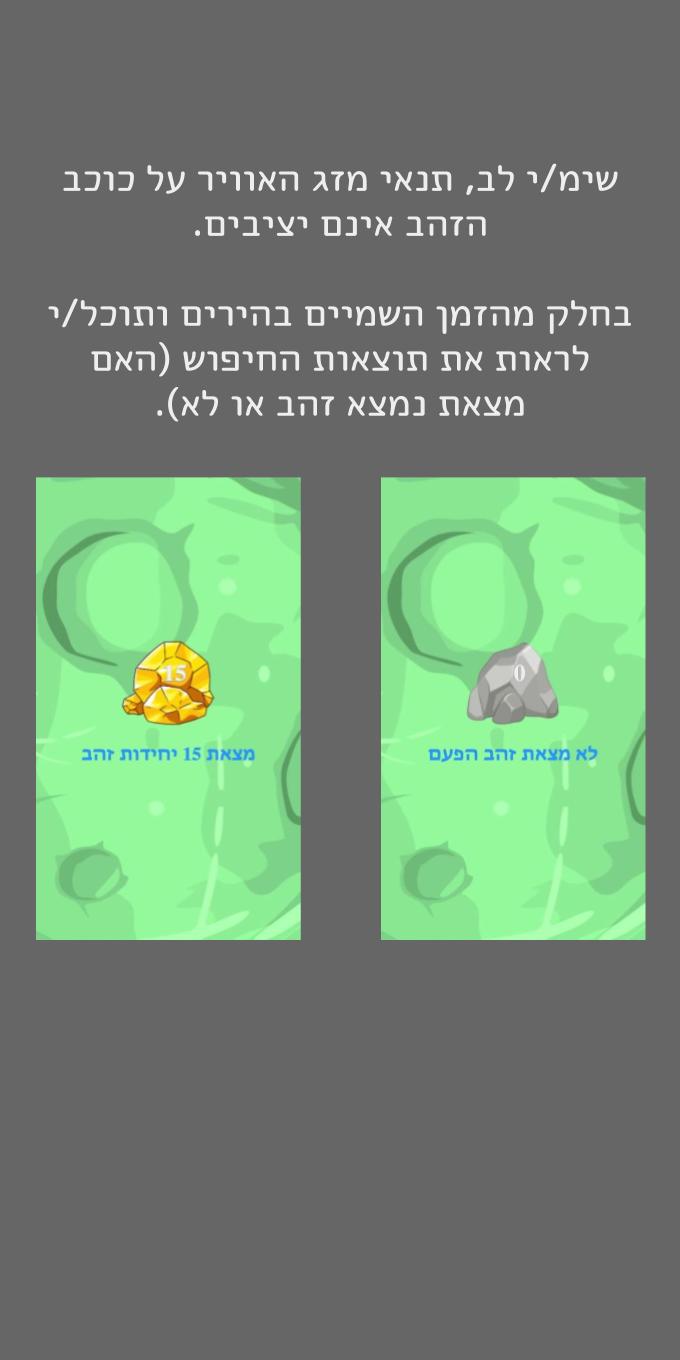 שימ/י לב, תנאי מזג האוויר על כוכב
הזהב אינם יציבים.
בחלק מהזמן השמיים בהירים ותוכל/י
לראות את תוצאות החיפוש (האם
מצאת נמצא זהב או לא).
0
לא מצאת זהב הפעם
15
מצאת 15 יחידות זהב